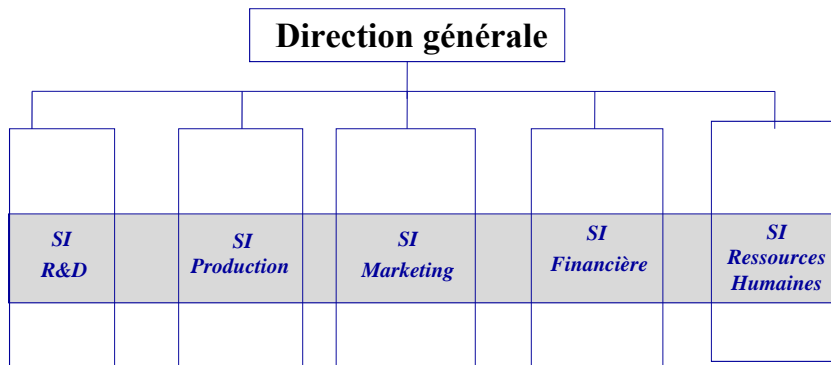 Direction générale
SI
R&D
SI
Production
SI
Marketing
SI
Financière
SI
Ressources
Humaines